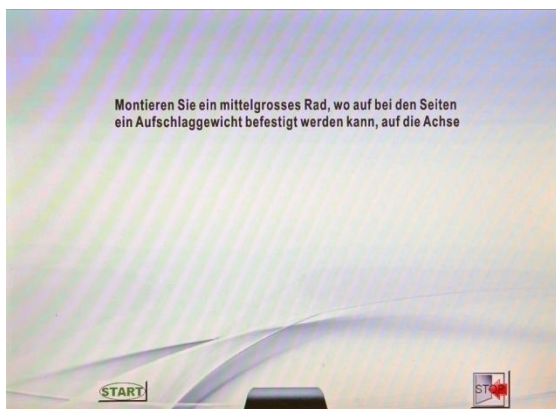 Montieren Sie ein mittelgrosses Rad, wo auf bei den Seiten
ein Aufschlaggewicht befestigt werden kann, auf die Achse
START
STOP